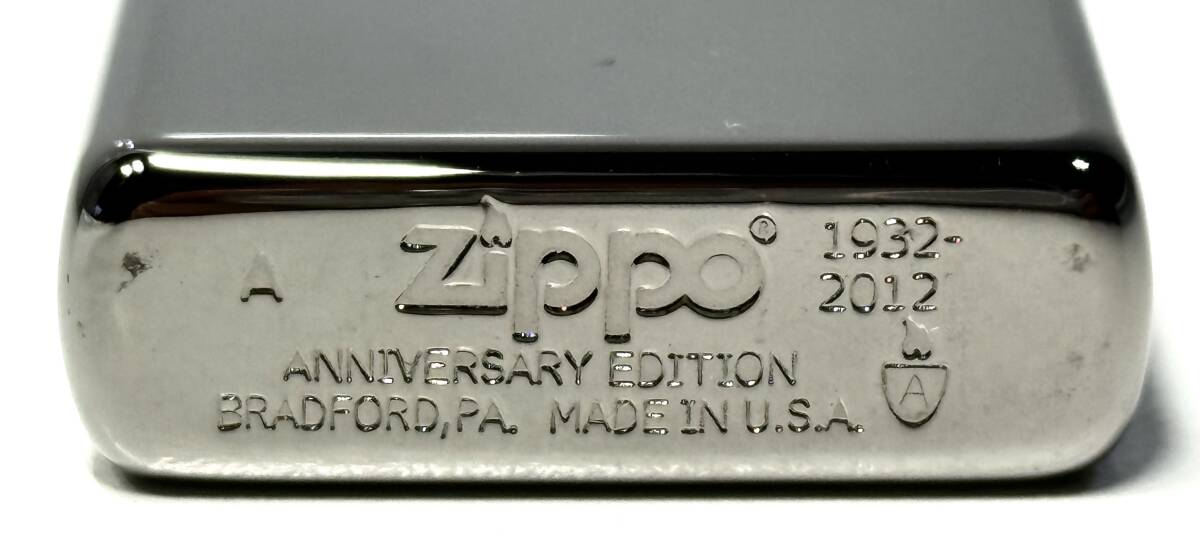 A Zippo® 1932-
2012
ANNIVERSARY EDITION
BRADFORD, PA. MADE IN U.S.A.
A